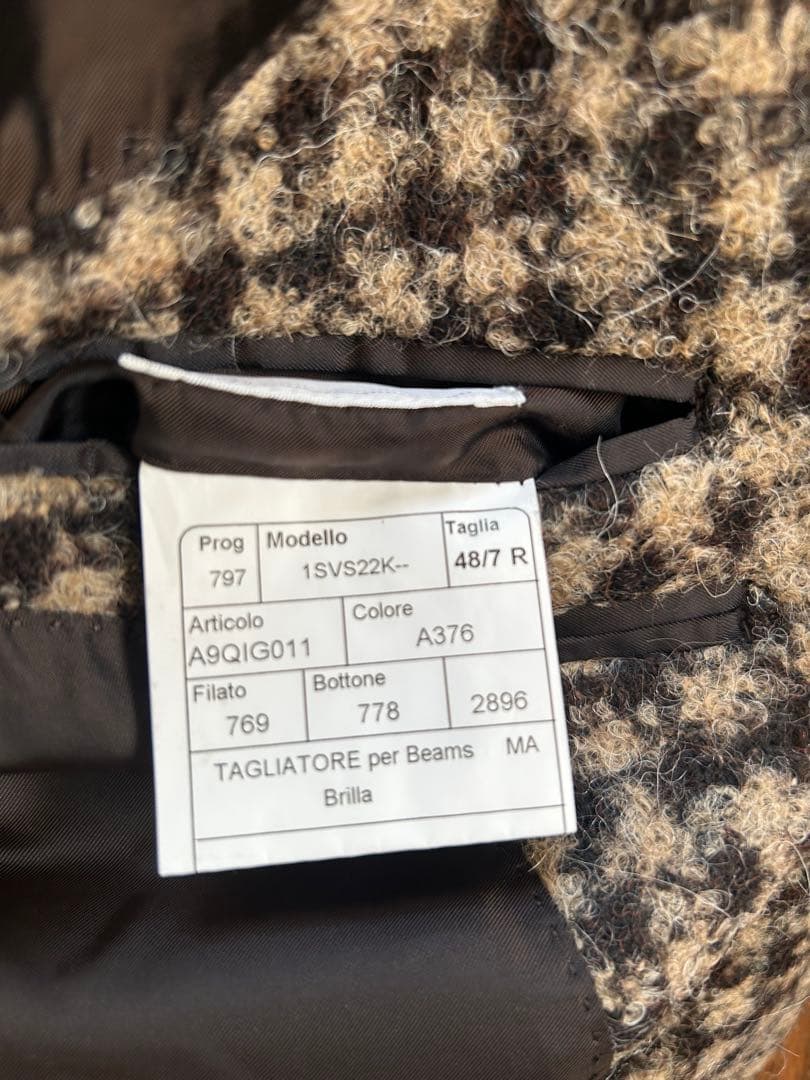 Prog Modello Taglia
797 1SVS22K-- 48/7 R
Articolo Colore
A9QIG011 A376
Filato Bottone
769 778 2896
TAGLIATORE per Beams MA
Brilla